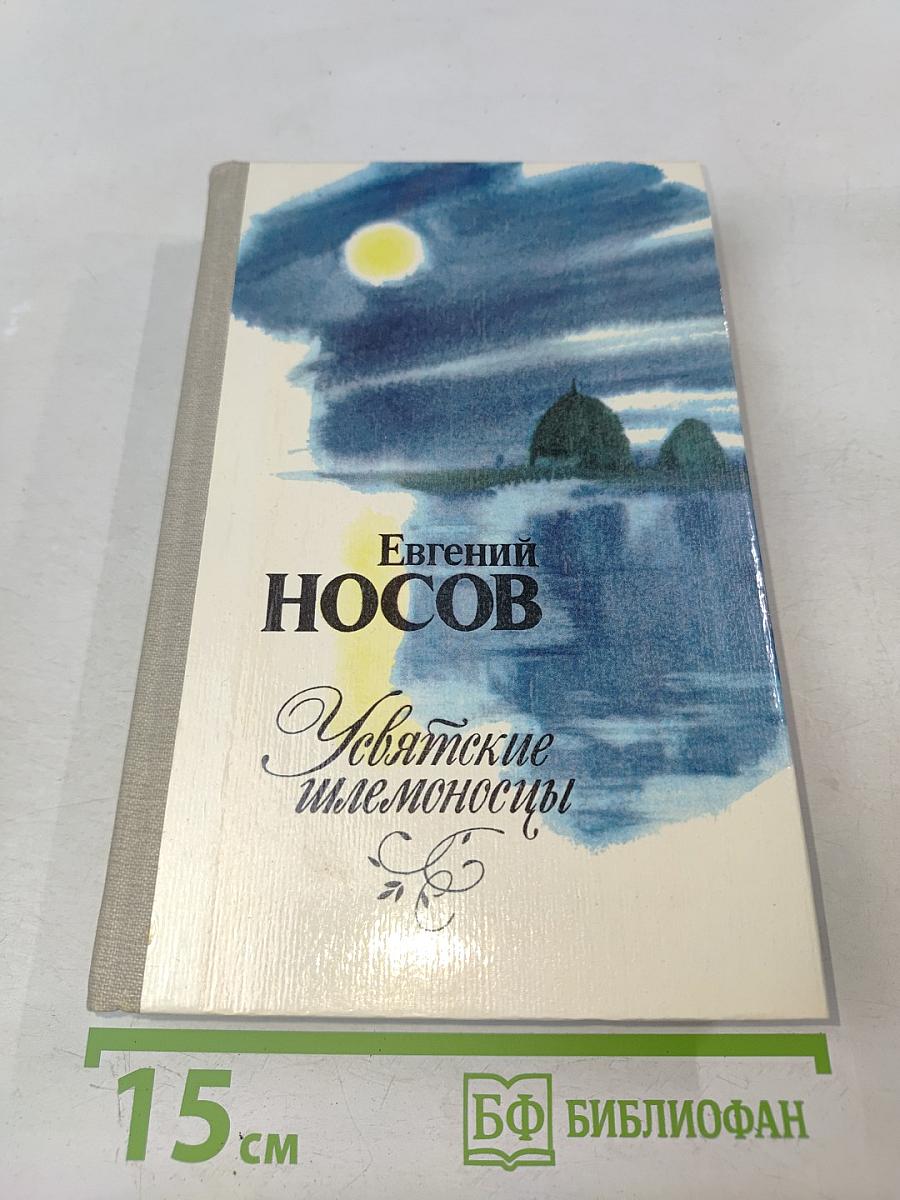 Евгений
НОСОВ
Усвятские
шлемоносцы
15 см
БФ БИБЛИОФАН